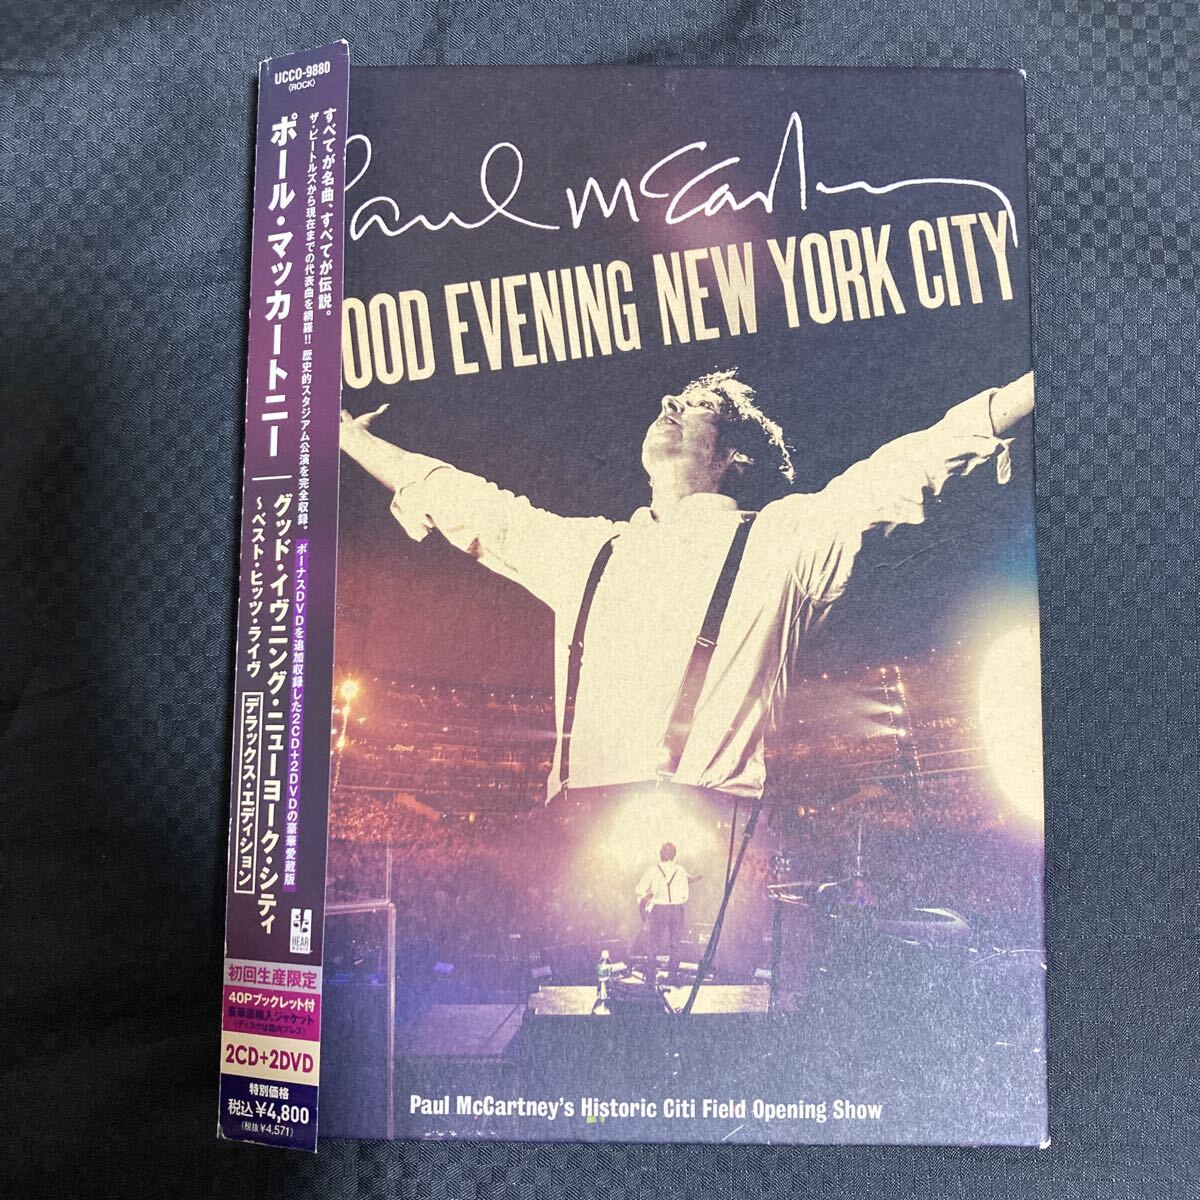 UCCO-9880
(ROCK)
すべてが名曲、すべてが伝説。
ザ・ビートルズから現在までの代表曲を網羅!! 歴史的スタジアム公演を完全収録。
ボーナスDVDを追加収録した2CD+2DVDの豪華愛蔵版
ポール・マッカートニー
グッド・イヴニング・ニューヨーク・シティ
~ベスト・ヒッツ・ライヴ
デラックス・エディション
HEAR
MUSIC
初回生産限定
40Pブックレット付
豪華直輸入ジャケット
(ディスクは国内プレス)
2CD+2DVD
特別価格
税込¥4,800
(税抜¥4,571)
Paul McCartney
OOD EVENING NEW YORK CITY
Paul McCartney's Historic Citi Field Opening Show